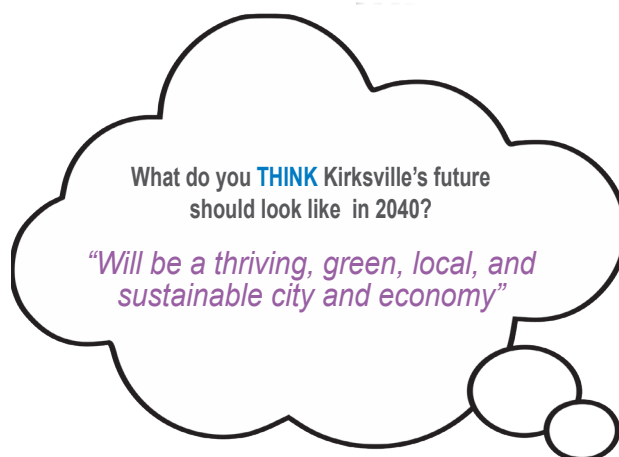 What do you THINK Kirksville’s future
should look like in 2040?
“Will be a thriving, green, local, and
sustainable city and economy”